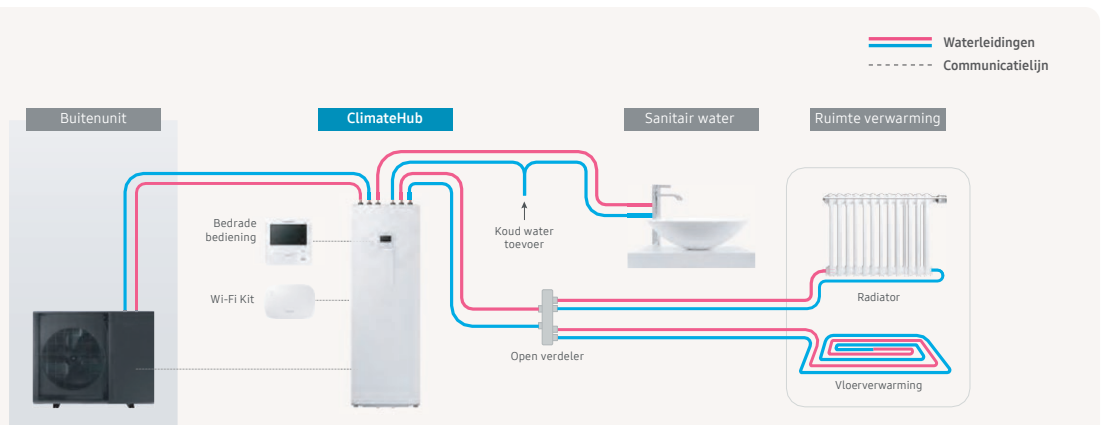 Waterleidingen
Communicatielijn
Buitenunit
ClimateHub
Sanitair water
Ruimte verwarming
Bedrade
bediening
Koud water
toevoer
Wi-Fi Kit
Radiator
Open verdeler
Vloerverwarming